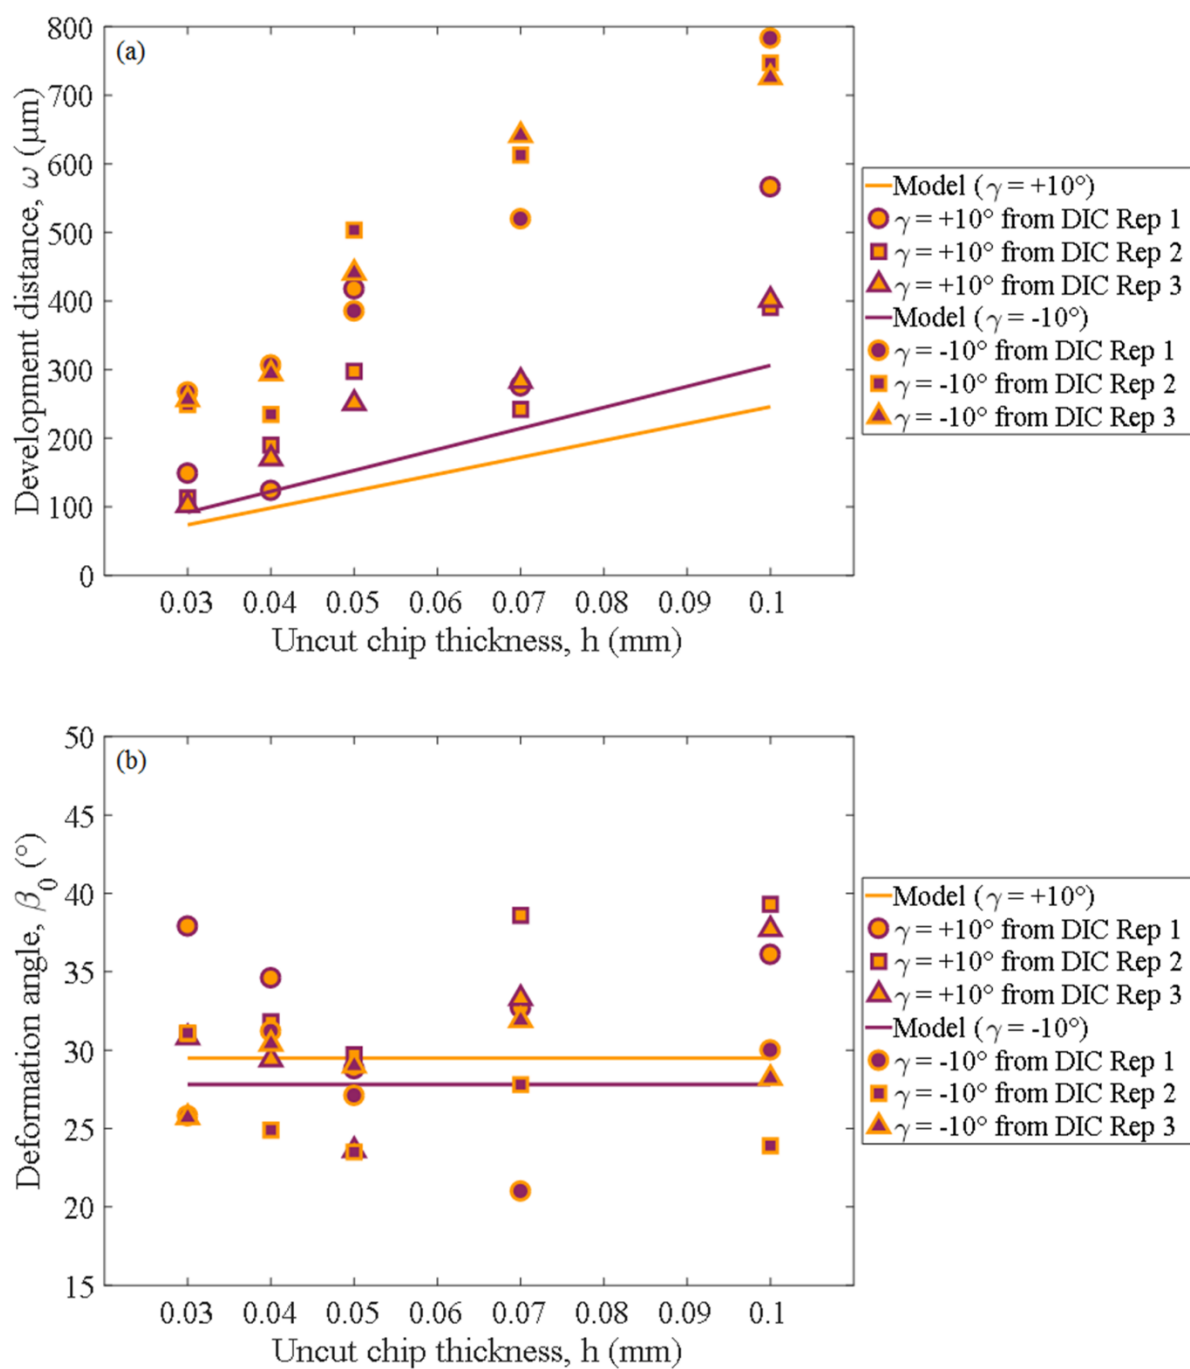 (a)
800
700
600
500
400
300
200
100
0
Development distance, ω (μm)
0.03 0.04 0.05 0.06 0.07 0.08 0.09 0.1
Uncut chip thickness, h (mm)
Model (γ = +10°)
γ = +10° from DIC Rep 1
γ = +10° from DIC Rep 2
γ = +10° from DIC Rep 3
Model (γ = -10°)
γ = -10° from DIC Rep 1
γ = -10° from DIC Rep 2
γ = -10° from DIC Rep 3
(b)
50
45
40
35
30
25
20
15
Deformation angle, β₀ (°)
0.03 0.04 0.05 0.06 0.07 0.08 0.09 0.1
Uncut chip thickness, h (mm)
Model (γ = +10°)
γ = +10° from DIC Rep 1
γ = +10° from DIC Rep 2
γ = +10° from DIC Rep 3
Model (γ = -10°)
γ = -10° from DIC Rep 1
γ = -10° from DIC Rep 2
γ = -10° from DIC Rep 3